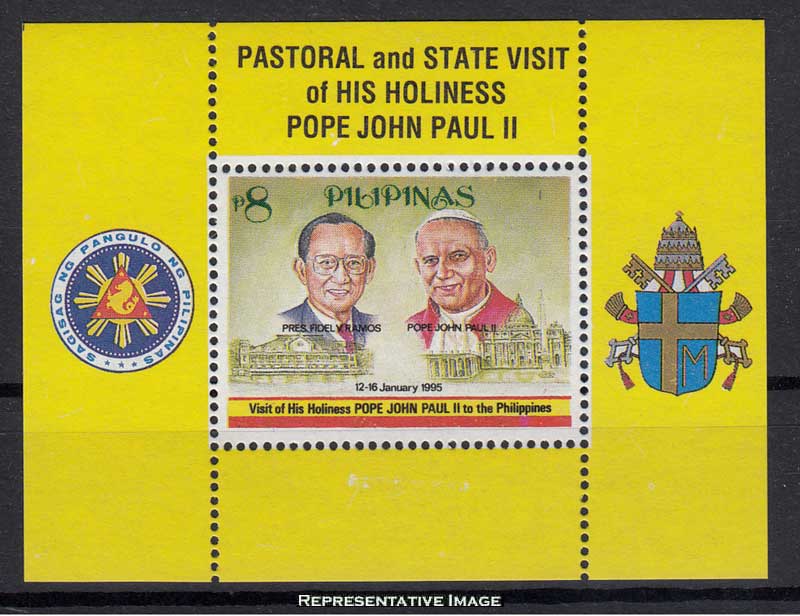 PASTORAL and STATE VISIT
of HIS HOLINESS
POPE JOHN PAUL II
P8
PILIPINAS
PRES. FIDEL V. RAMOS
POPE JOHN PAUL II
12-16 January 1995
Visit of His Holiness POPE JOHN PAUL II to the Philippines
SAGISAG NG PANGULO NG PILIPINAS
M
REPRESENTATIVE IMAGE